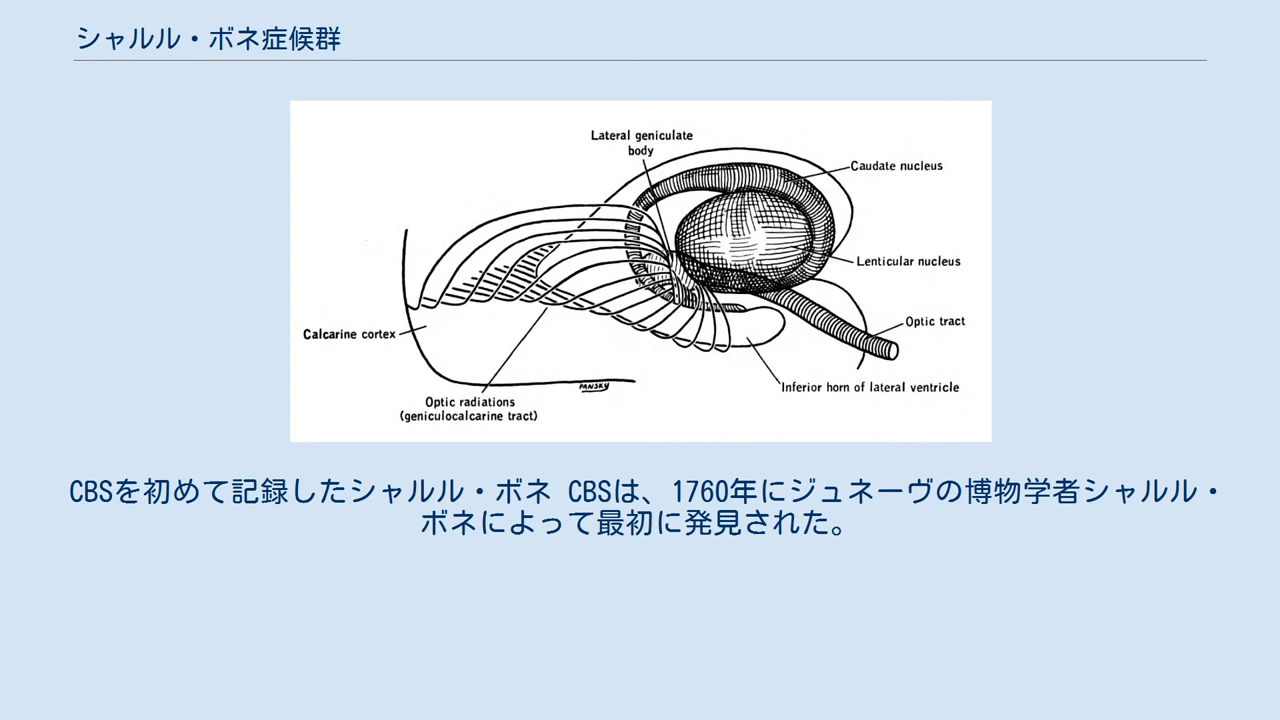 シャルル・ボネ症候群
Lateral geniculate
body
Caudate nucleus
Lenticular nucleus
Optic tract
Calcarine cortex
Inferior horn of lateral ventricle
PANSKY
Optic radiations
(geniculocalcarine tract)
CBSを初めて記録したシャルル・ボネ CBSは、1760年にジュネーヴの博物学者シャルル・
ボネによって最初に発見された。